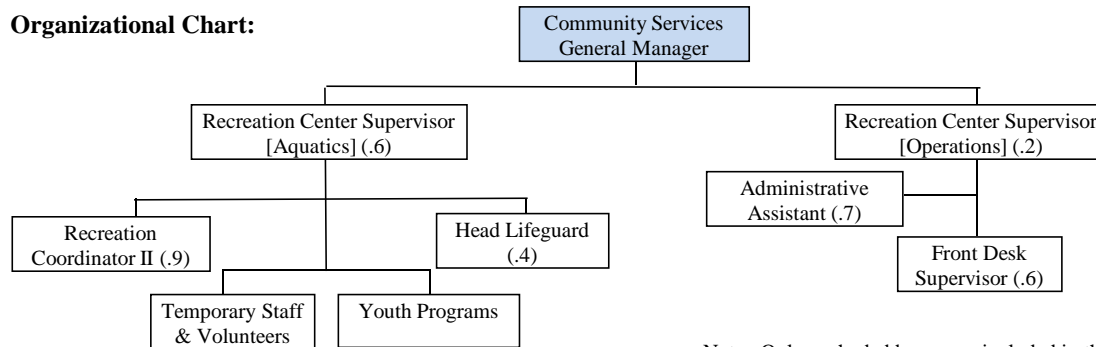 Organizational Chart:
Community Services
General Manager
Recreation Center Supervisor
[Aquatics] (.6)
Recreation Center Supervisor
[Operations] (.2)
Administrative
Assistant (.7)
Recreation
Coordinator II (.9)
Head Lifeguard
(.4)
Front Desk
Supervisor (.6)
Temporary Staff
& Volunteers
Youth Programs